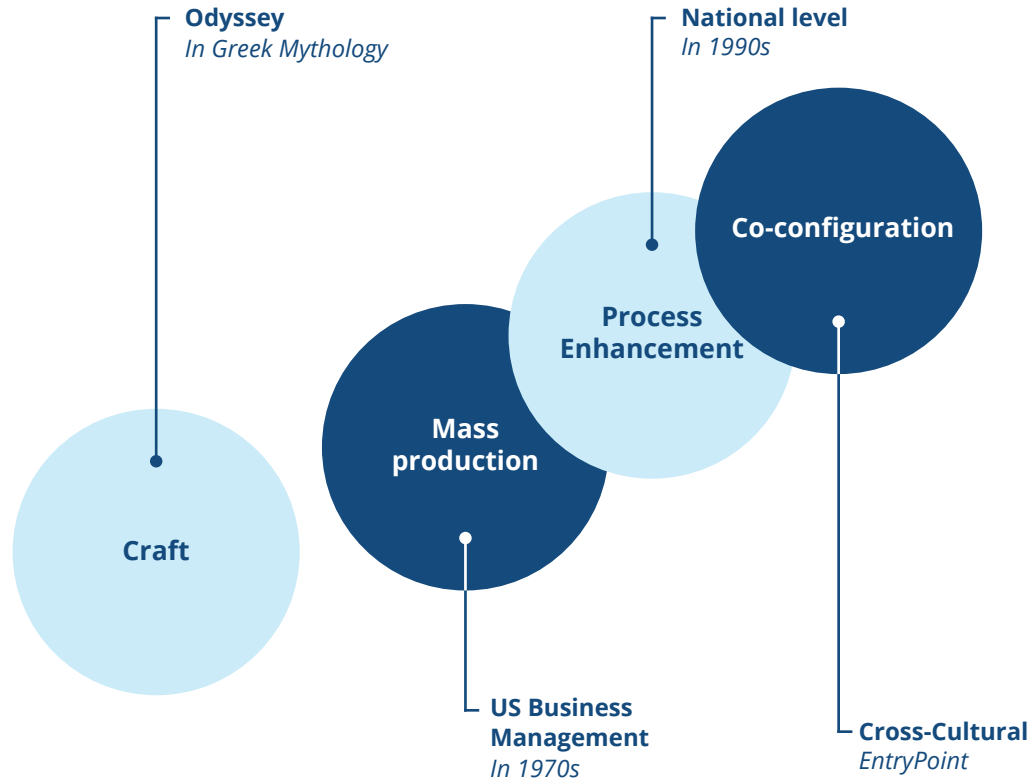 Odyssey
In Greek Mythology
National level
In 1990s
Co-configuration
Process
Enhancement
Mass
production
Craft
US Business
Management
In 1970s
Cross-Cultural
EntryPoint